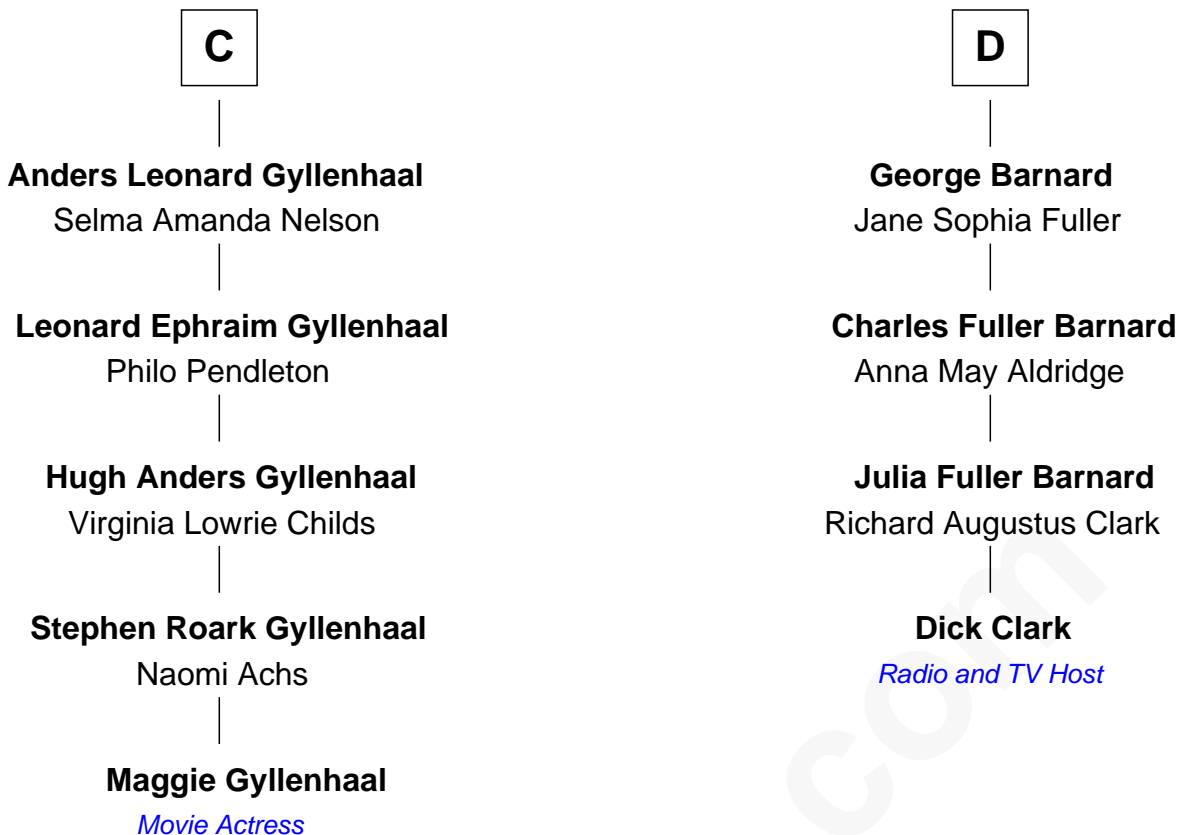 C
Anders Leonard Gyllenhaal
Selma Amanda Nelson
Leonard Ephraim Gyllenhaal
Philo Pendleton
Hugh Anders Gyllenhaal
Virginia Lowrie Childs
Stephen Roark Gyllenhaal
Naomi Achs
Maggie Gyllenhaal
Movie Actress
D
George Barnard
Jane Sophia Fuller
Charles Fuller Barnard
Anna May Aldridge
Julia Fuller Barnard
Richard Augustus Clark
Dick Clark
Radio and TV Host
com